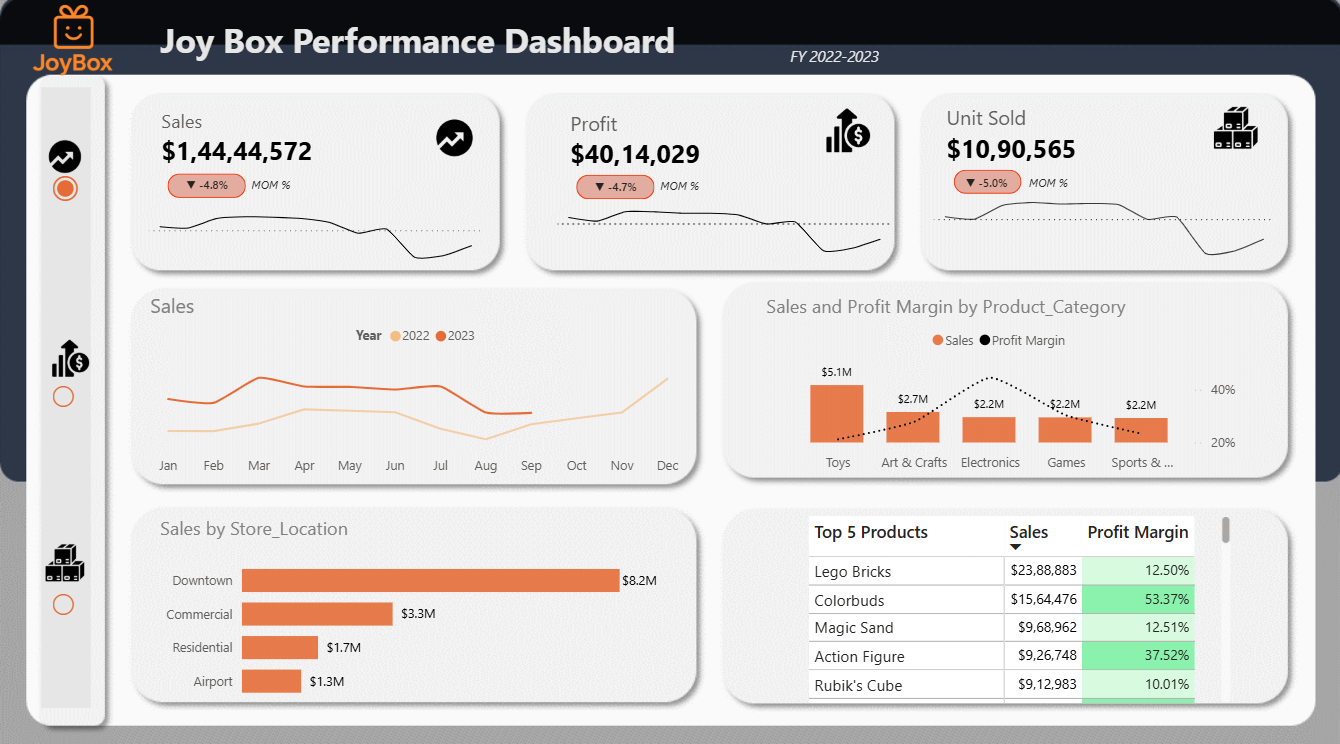 JoyBox
Joy Box Performance Dashboard
FY 2022-2023
Sales
$1,44,44,572
▼ -4.8% MOM %
Profit
$40,14,029
▼ -4.7% MOM %
Unit Sold
$10,90,565
▼ -5.0% MOM %
Sales
Year 2022 2023
Jan Feb Mar Apr May Jun Jul Aug Sep Oct Nov Dec
Sales and Profit Margin by Product_Category
Sales Profit Margin
$5.1M
$2.7M
$2.2M
$2.2M
$2.2M
40%
20%
Toys Art & Crafts Electronics Games Sports & ...
Sales by Store_Location
Downtown $8.2M
Commercial $3.3M
Residential $1.7M
Airport $1.3M
Top 5 Products Sales Profit Margin
Lego Bricks $23,88,883 12.50%
Colorbuds $15,64,476 53.37%
Magic Sand $9,68,962 12.51%
Action Figure $9,26,748 37.52%
Rubik's Cube $9,12,983 10.01%